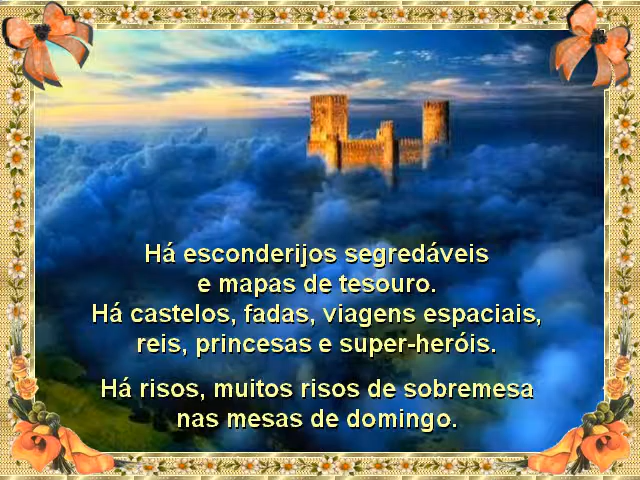 Há esconderijos segredáveis
e mapas de tesouro.
Há castelos, fadas, viagens espaciais,
reis, princesas e super-heróis.
Há risos, muitos risos de sobremesa
nas mesas de domingo.